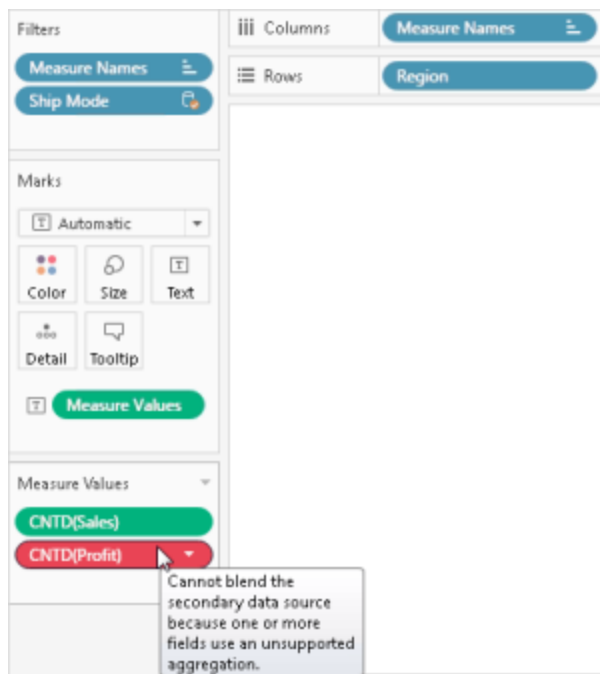 Filters
Measure Names
Ship Mode
Columns
Measure Names
Rows
Region
Marks
Automatic
Color
Size
Text
Detail
Tooltip
Measure Values
Measure Values
CNTD(Sales)
CNTD(Profit)
Cannot blend the
secondary data source
because one or more
fields use an unsupported
aggregation.